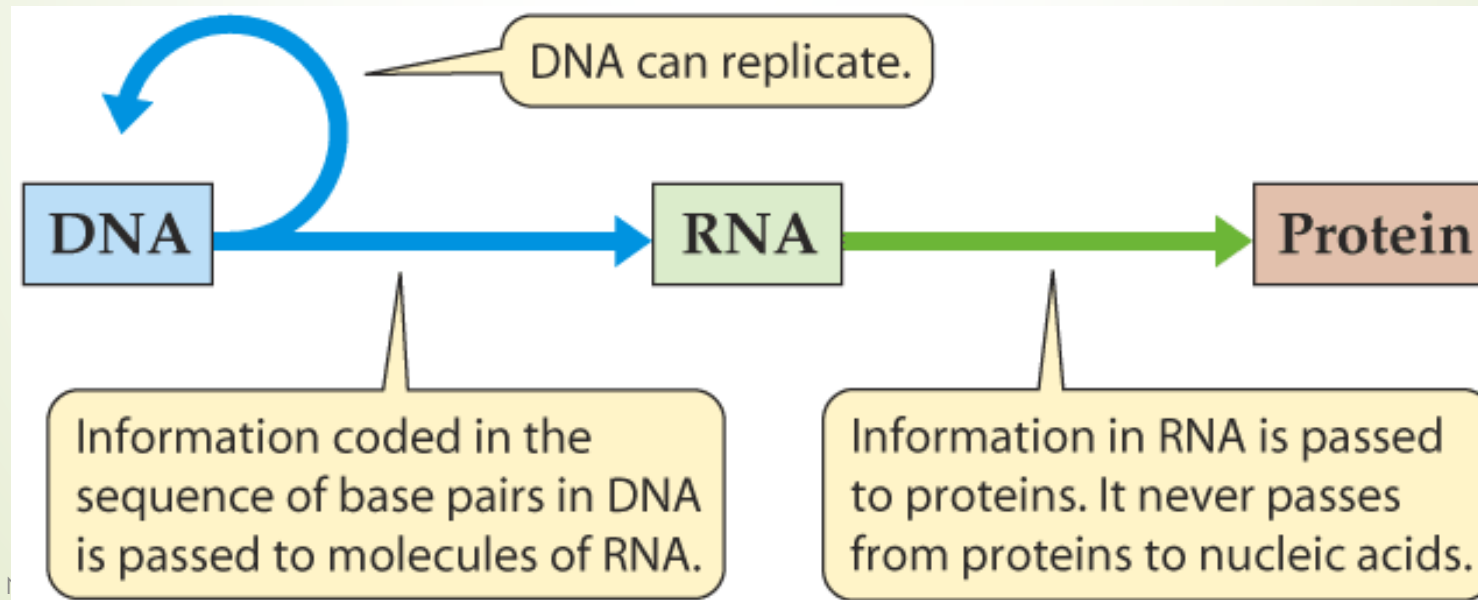 DNA can replicate.
DNA
RNA
Protein
Information coded in the
sequence of base pairs in DNA
is passed to molecules of RNA.
Information in RNA is passed
to proteins. It never passes
from proteins to nucleic acids.